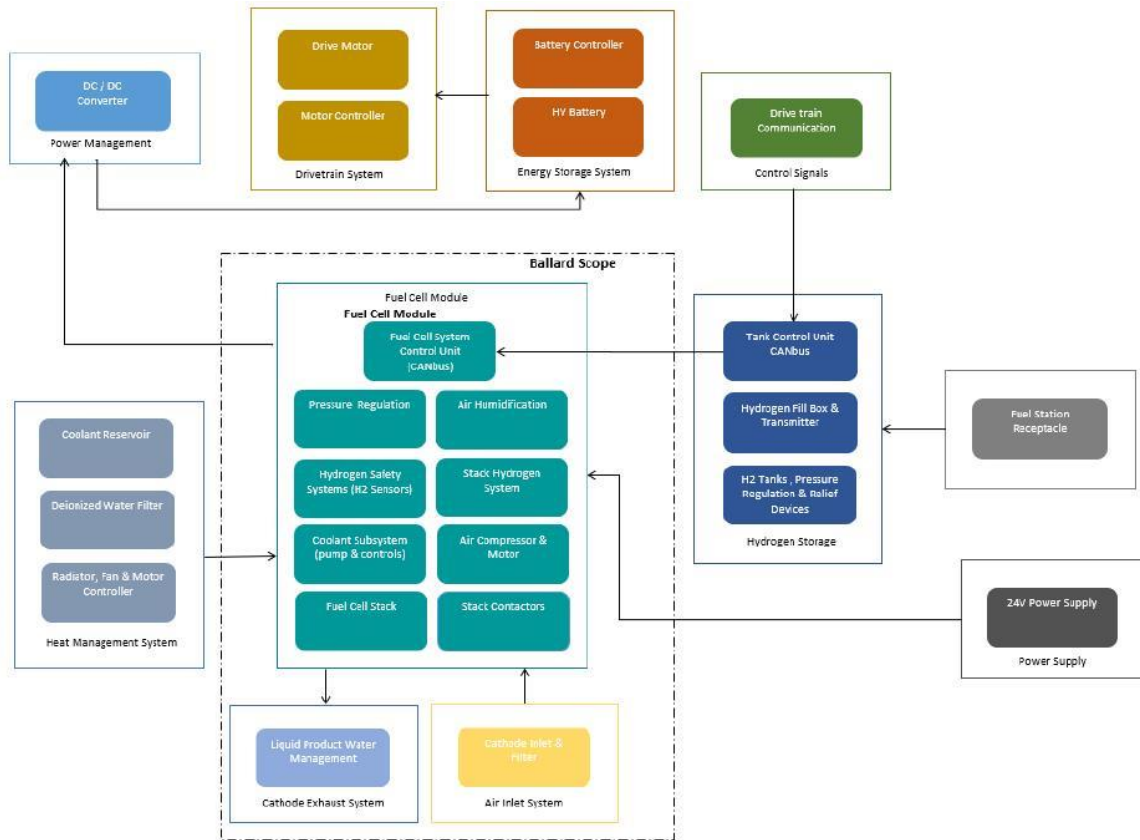 DC / DC
Converter
Power Management
Drive Motor
Motor Controller
Drivetrain System
Battery Controller
HV Battery
Energy Storage System
Drive train
Communication
Control Signals
Ballard Scope
Fuel Cell Module
Fuel Cell Module
Fuel Cell System
Control Unit
(CANbus)
Pressure Regulation
Air Humidification
Hydrogen Safety
Systems (H2 Sensors)
Stack Hydrogen
System
Coolant Subsystem
(pump & controls)
Air Compressor &
Motor
Fuel Cell Stack
Stack Contactors
Tank Control Unit
CANbus
Hydrogen Fill Box &
Transmitter
H2 Tanks , Pressure
Regulation & Relief
Devices
Hydrogen Storage
Fuel Station
Receptacle
Coolant Reservoir
Deionized Water Filter
Radiator, Fan & Motor
Controller
Heat Management System
24V Power Supply
Power Supply
Liquid Product Water
Management
Cathode Exhaust System
Cathode Inlet &
Filter
Air Inlet System